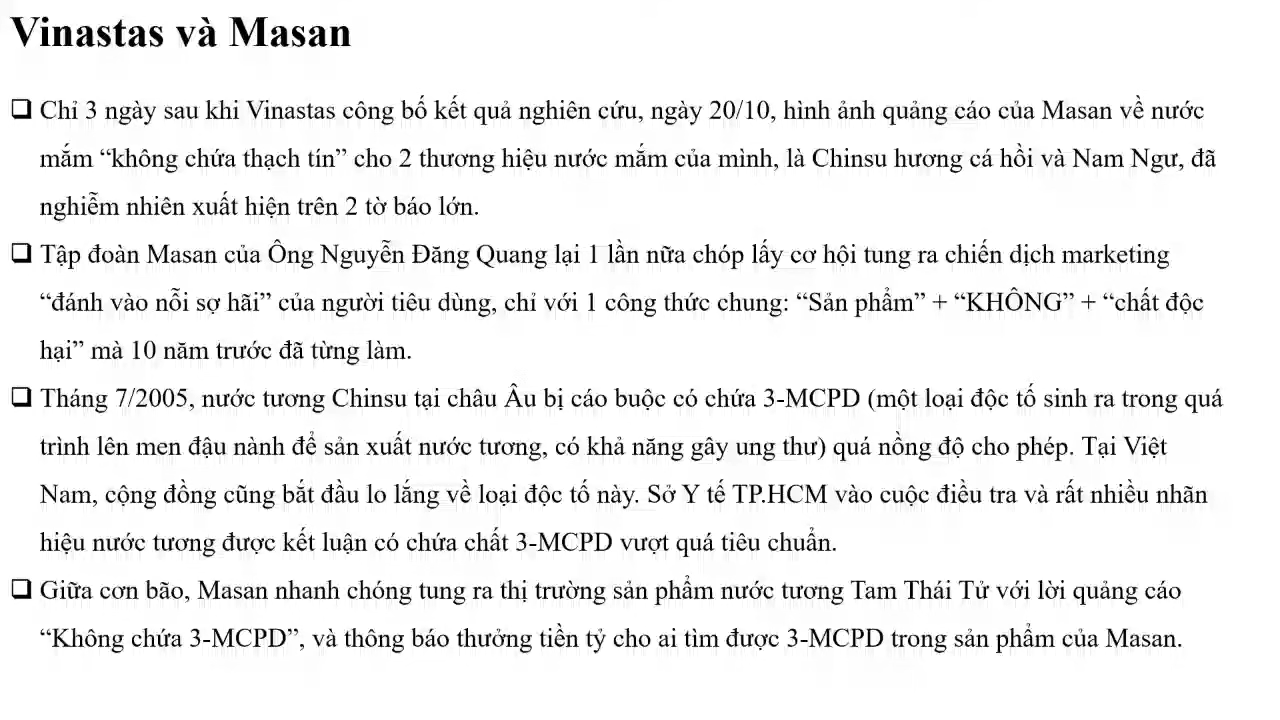 Vinastas và Masan
❑ Chỉ 3 ngày sau khi Vinastas công bố kết quả nghiên cứu, ngày 20/10, hình ảnh quảng cáo của Masan về nước
mắm “không chứa thạch tín” cho 2 thương hiệu nước mắm của mình, là Chinsu hương cá hồi và Nam Ngư, đã
nghiễm nhiên xuất hiện trên 2 tờ báo lớn.
❑ Tập đoàn Masan của Ông Nguyễn Đăng Quang lại 1 lần nữa chóp lấy cơ hội tung ra chiến dịch marketing
“đánh vào nỗi sợ hãi” của người tiêu dùng, chỉ với 1 công thức chung: “Sản phẩm” + “KHÔNG” + “chất độc
hại” mà 10 năm trước đã từng làm.
❑ Tháng 7/2005, nước tương Chinsu tại châu Âu bị cáo buộc có chứa 3-MCPD (một loại độc tố sinh ra trong quá
trình lên men đậu nành để sản xuất nước tương, có khả năng gây ung thư) quá nồng độ cho phép. Tại Việt
Nam, cộng đồng cũng bắt đầu lo lắng về loại độc tố này. Sở Y tế TP.HCM vào cuộc điều tra và rất nhiều nhãn
hiệu nước tương được kết luận có chứa chất 3-MCPD vượt quá tiêu chuẩn.
❑ Giữa cơn bão, Masan nhanh chóng tung ra thị trường sản phẩm nước tương Tam Thái Tử với lời quảng cáo
“Không chứa 3-MCPD”, và thông báo thưởng tiền tỷ cho ai tìm được 3-MCPD trong sản phẩm của Masan.